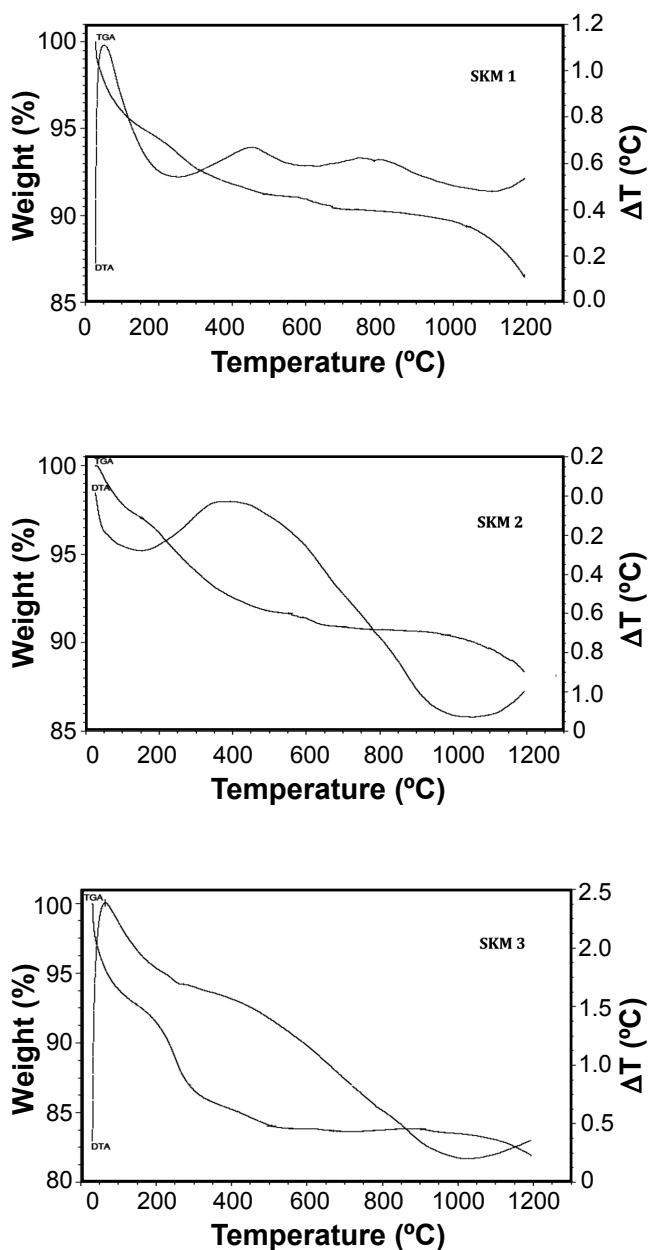 1.2
TGA
100
1.0
SKM 1
Weight (%)
95
0.8
ΔT (ºC)
0.6
90
0.4
0.2
DTA
85
0.0
0 200 400 600 800 1000 1200
Temperature (ºC)
0.2
TGA
100
0.0
DTA
SKM 2
Weight (%)
95
0.2
ΔT (ºC)
0.4
90
0.6
0.8
1.0
85
0
0 200 400 600 800 1000 1200
Temperature (ºC)
2.5
TGA
100
2.0
SKM 3
Weight (%)
95
1.5
ΔT (ºC)
90
1.0
85
0.5
DTA
80
0
0 200 400 600 800 1000 1200
Temperature (ºC)